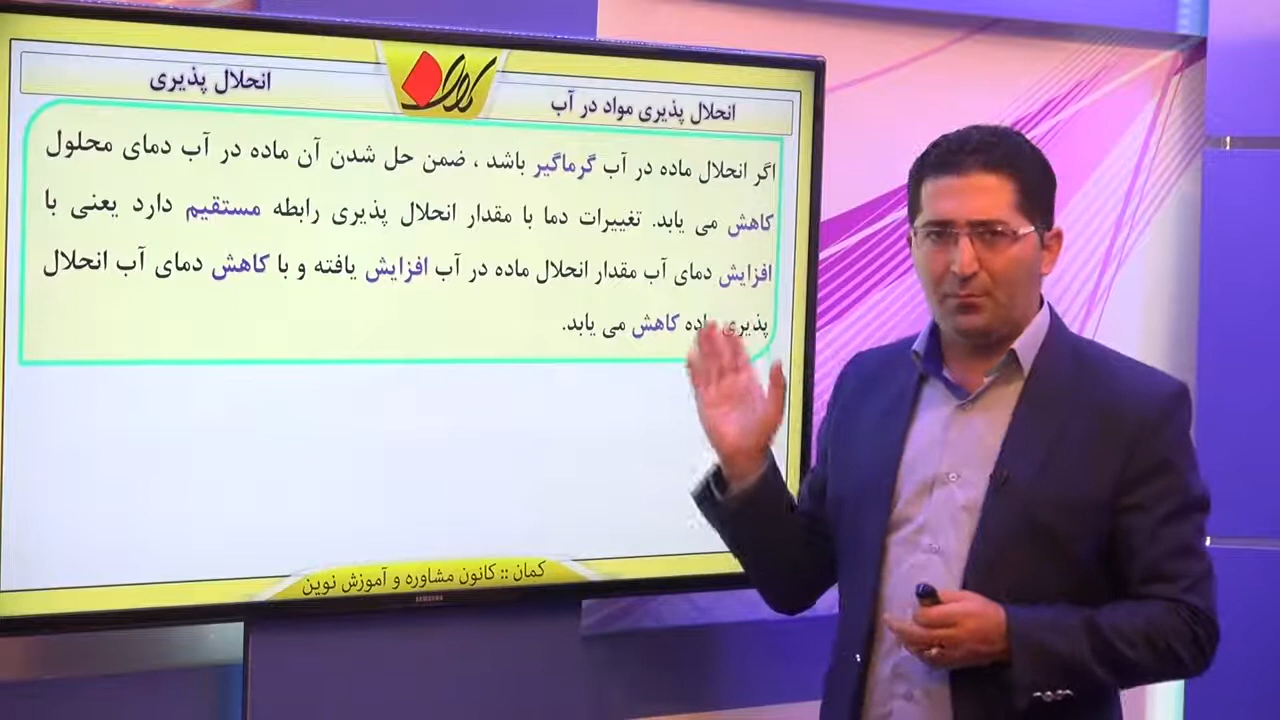 انحلال پذیری مواد در آب
انحلال پذیری
اگر انحلال ماده در آب گرماگیر باشد ، ضمن حل شدن آن ماده در آب دمای محلول
کاهش می یابد. تغییرات دما با مقدار انحلال پذیری رابطه مستقیم دارد یعنی با
افزایش دمای آب مقدار انحلال ماده در آب افزایش یافته و با کاهش دمای آب انحلال
پذیری ماده کاهش می یابد.
کمان :: کانون مشاوره و آموزش نوین
SAMSUNG